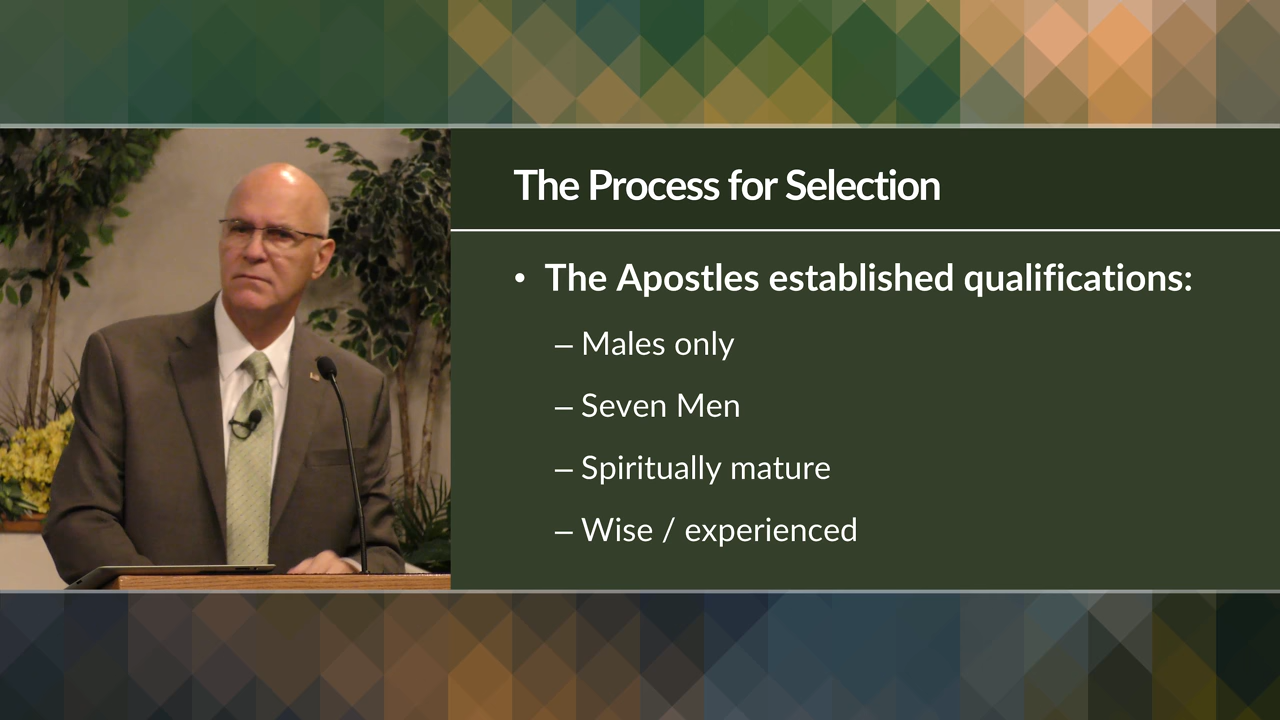 The Process for Selection
• The Apostles established qualifications:
– Males only
– Seven Men
– Spiritually mature
– Wise / experienced